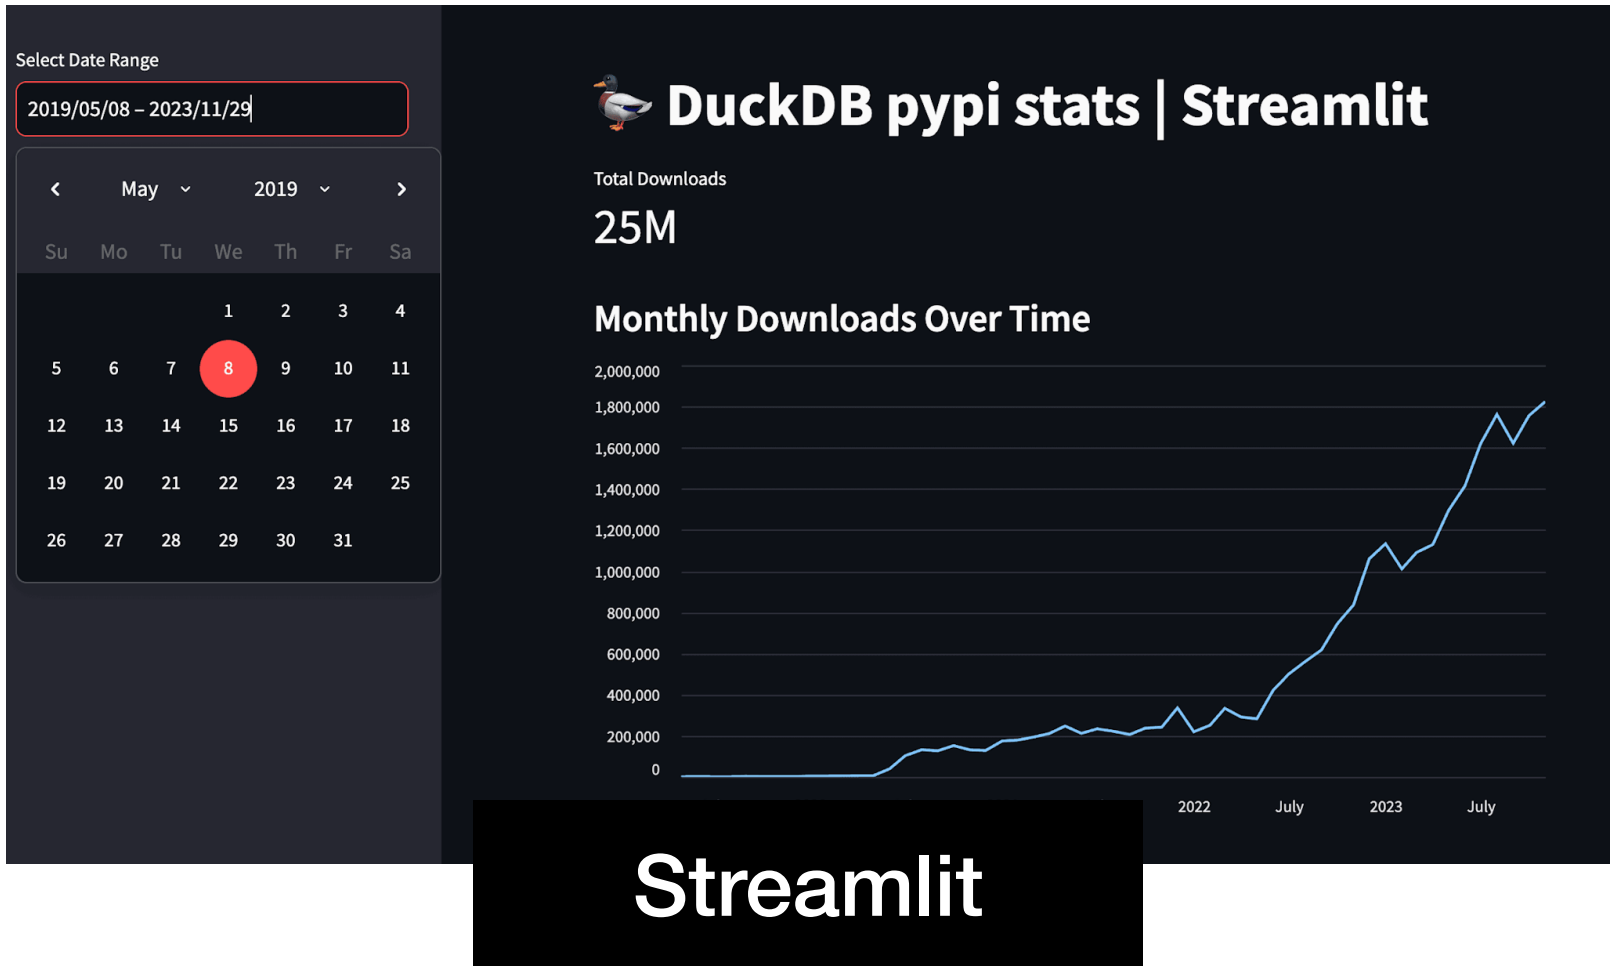 Select Date Range
2019/05/08 – 2023/11/29
May 2019
Su Mo Tu We Th Fr Sa
1 2 3 4
5 6 7 8 9 10 11
12 13 14 15 16 17 18
19 20 21 22 23 24 25
26 27 28 29 30 31
DuckDB pypi stats | Streamlit
Total Downloads
25M
Monthly Downloads Over Time
2,000,000
1,800,000
1,600,000
1,400,000
1,200,000
1,000,000
800,000
600,000
400,000
200,000
0
2022 July 2023 July
Streamlit